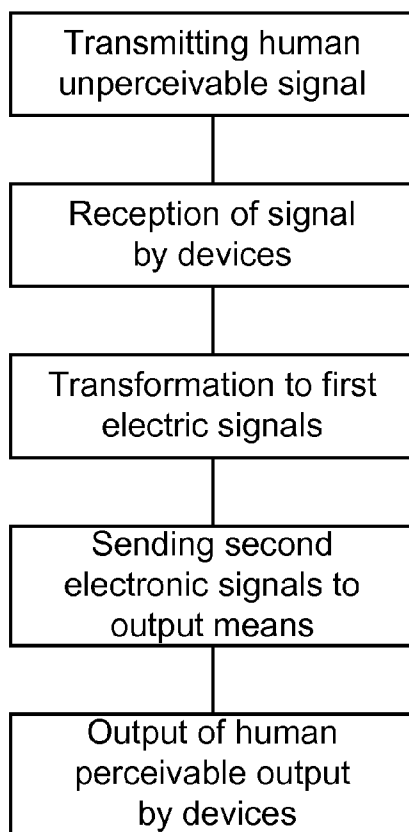 Transmitting human
unperceivable signal
Reception of signal
by devices
Transformation to first
electric signals
Sending second
electronic signals to
output means
Output of human
perceivable output
by devices